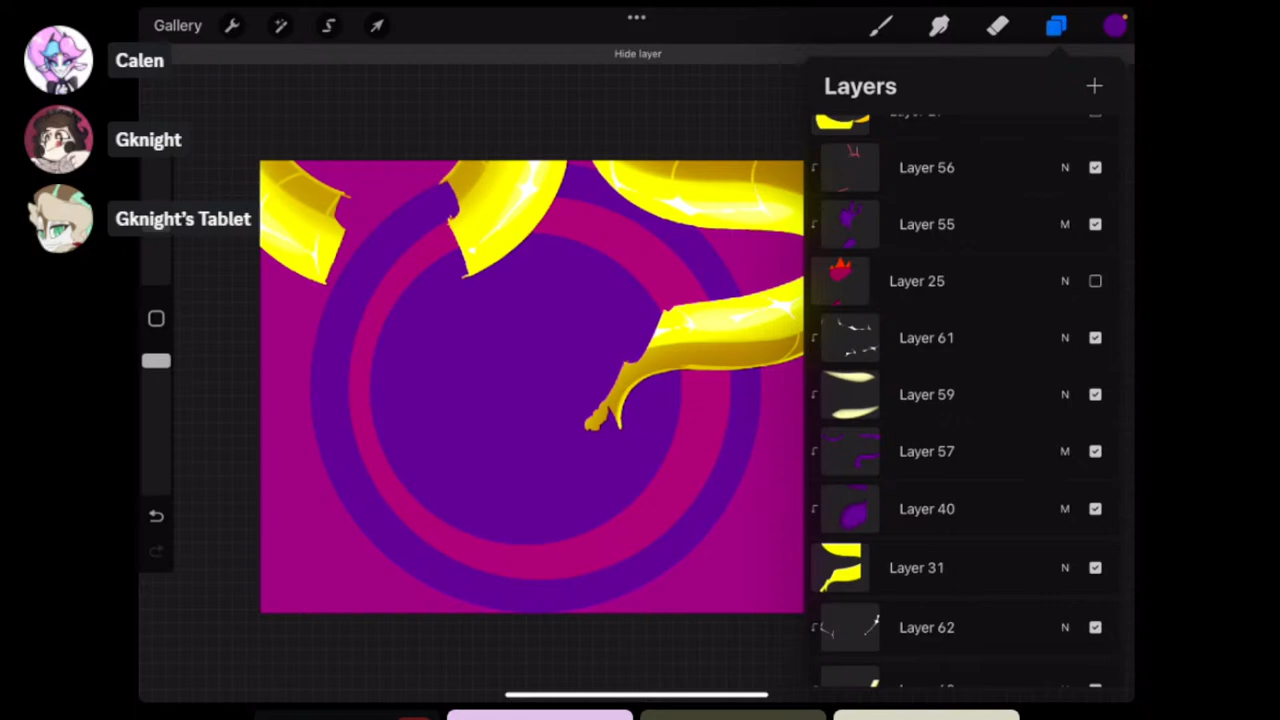 Gallery
Hide layer
Calen
Gknight
Gknight's Tablet
Layers
Layer 56
N
Layer 55
M
Layer 25
N
Layer 61
N
Layer 59
N
Layer 57
M
Layer 40
M
Layer 31
N
Layer 62
N